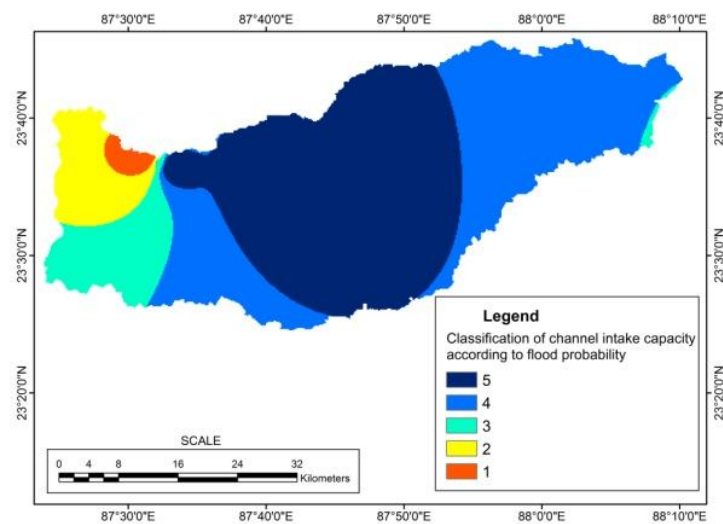 87°30'0"E 87°40'0"E 87°50'0"E 88°0'0"E 88°10'0"E
23°40'0"N 23°40'0"N
23°30'0"N 23°30'0"N
Legend
Classification of channel intake capacity
according to flood probability
5
4
3
2
1
23°20'0"N 23°20'0"N
SCALE
0 4 8 16 24 32
Kilometers
87°30'0"E 87°40'0"E 87°50'0"E 88°0'0"E 88°10'0"E